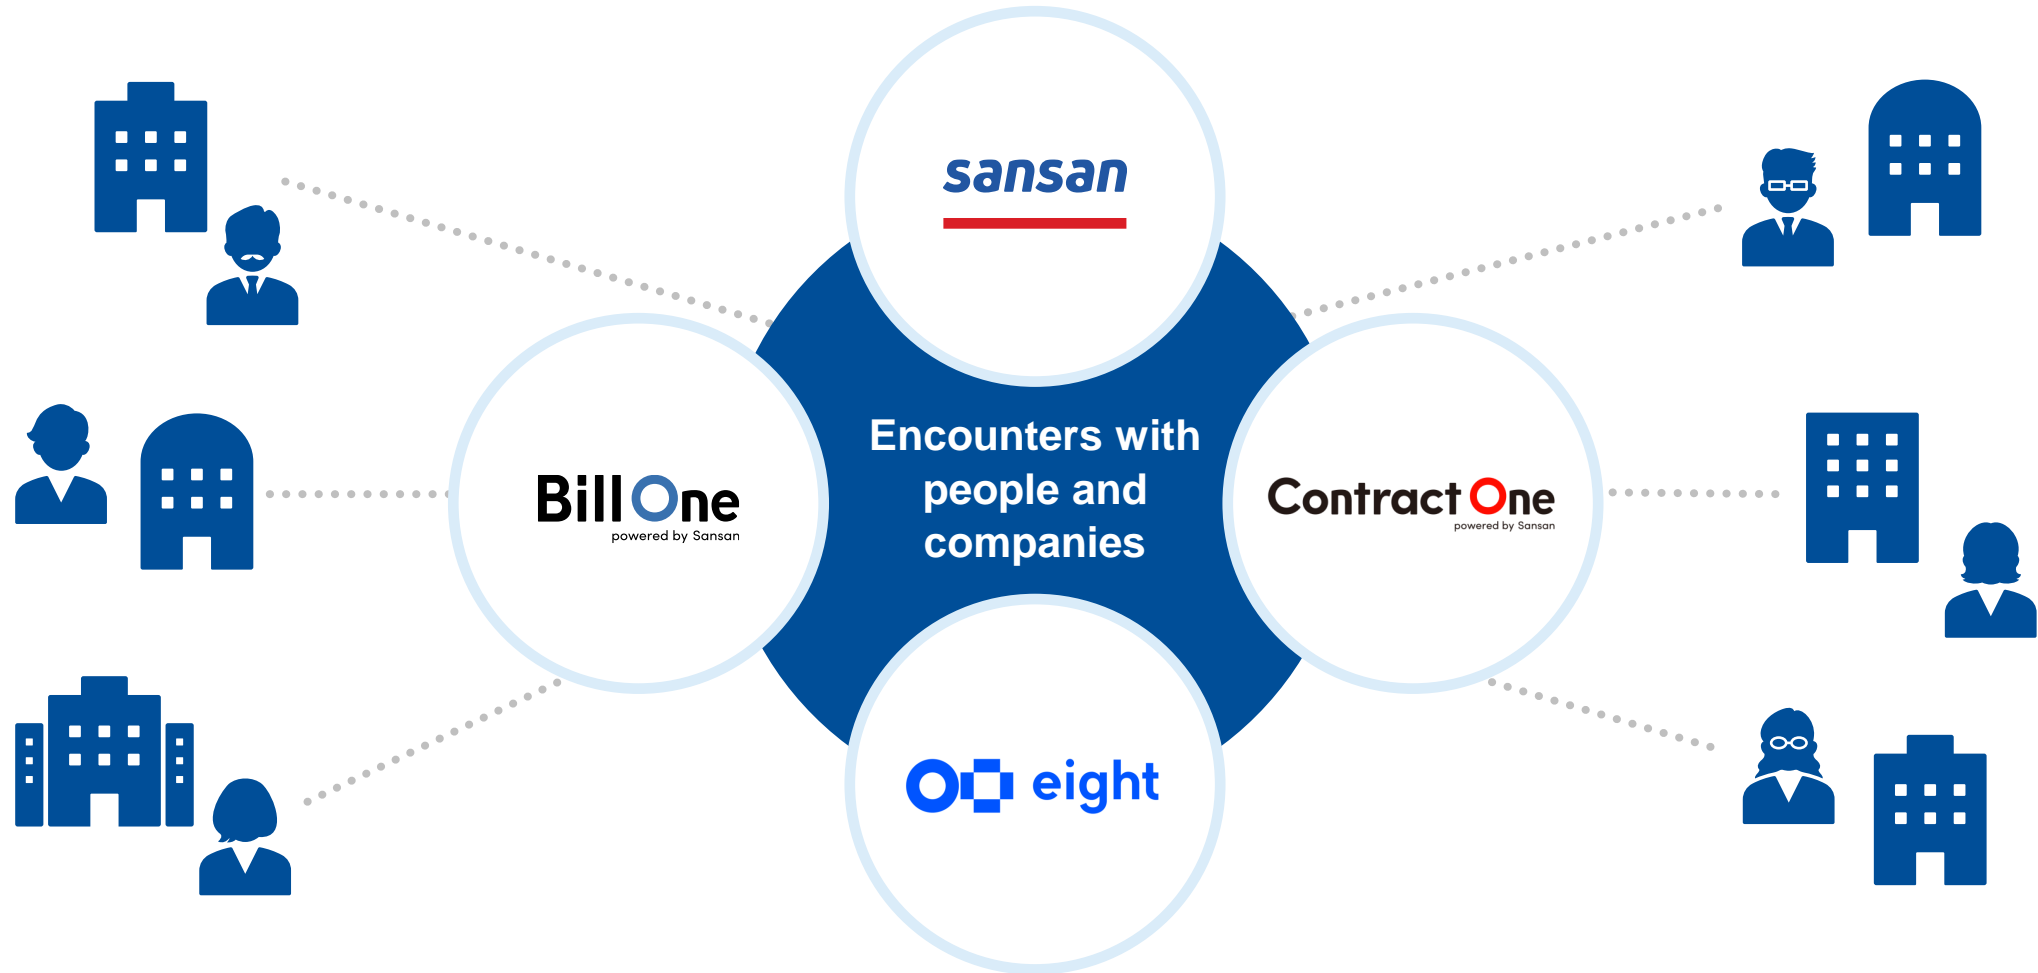 sansan
Encounters with
people and
companies
Bill One
powered by Sansan
Contract One
powered by Sansan
eight